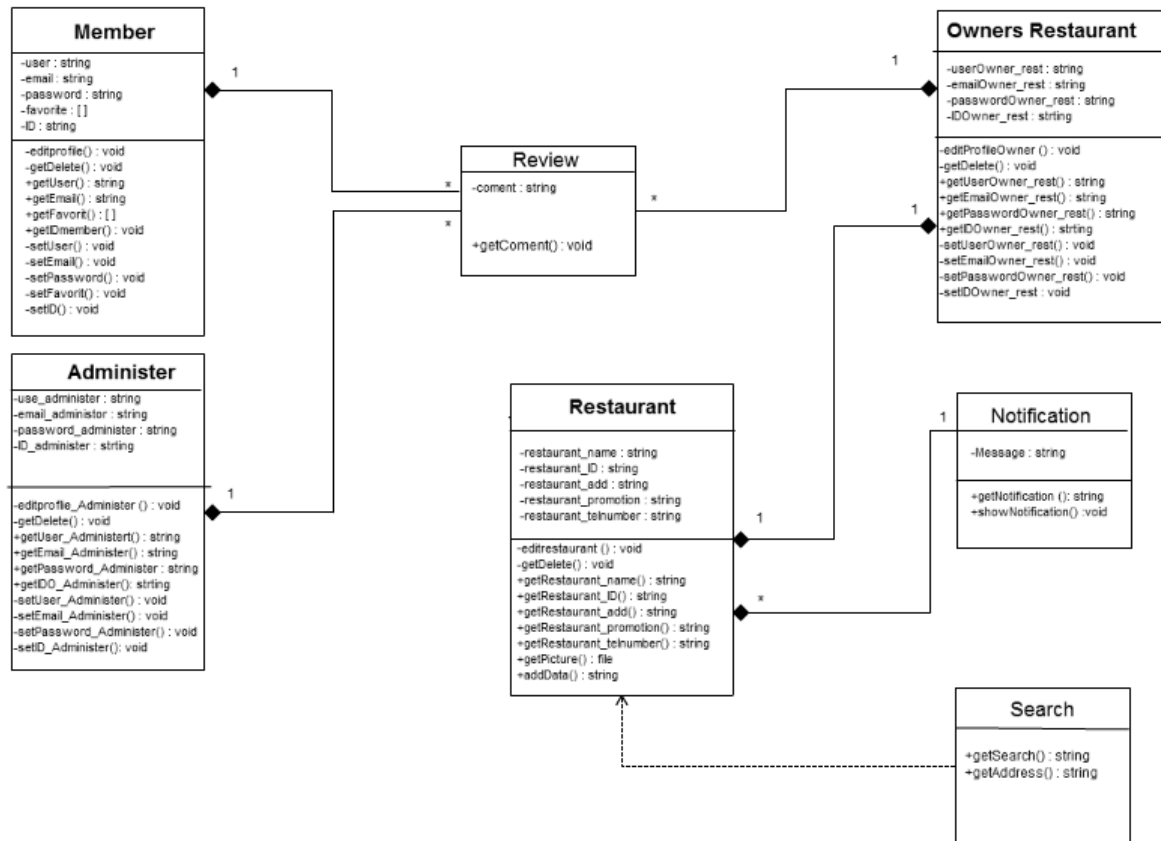 Member
-user : string
-email : string
-password : string
-favorite : [ ]
-ID : string
-editprofile() : void
-getDelete() : void
+getUser() : string
+getEmail() : string
+getFavorit() : [ ]
+getIDmember() : void
-setUser() : void
-setEmail() : void
-setPassword() : void
-setFavorit() : void
-setID() : void
1
*
Review
-coment : string
+getComent() : void
*
*
1
Owners Restaurant
-userOwner_rest : string
-emailOwner_rest : string
-passwordOwner_rest : string
-IDOwner_rest : strting
-editProfileOwner () : void
-getDelete() : void
+getUserOwner_rest() : string
+getEmailOwner_rest() : string
+getPasswordOwner_rest() : string
+getIDOwner_rest() : strting
-setUserOwner_rest() : void
-setEmailOwner_rest() : void
-setPasswordOwner_rest() : void
-setIDOwner_rest : void
1
Administer
-use_administer : string
-email_administor : string
-password_administer : string
-ID_administer : strting
-editprofile_Administer () : void
-getDelete() : void
+getUser_Administert() : string
+getEmail_Administer() : string
+getPassword_Administer : string
+getIDO_Administer(): strting
-setUser_Administer() : void
-setEmail_Administer() : void
-setPassword_Administer() : void
-setID_Administer(): void
1
Restaurant
-restaurant_name : string
-restaurant_ID : string
-restaurant_add : string
-restaurant_promotion : string
-restaurant_telnumber : string
-editrestaurant () : void
-getDelete() : void
+getRestaurant_name() : string
+getRestaurant_ID() : string
+getRestaurant_add() : string
+getRestaurant_promotion() : string
+getRestaurant_telnumber() : string
+getPicture() : file
+addData() : string
1
*
1
Notification
-Message : string
+getNotification (): string
+showNotification() :void
Search
+getSearch() : string
+getAddress() : string